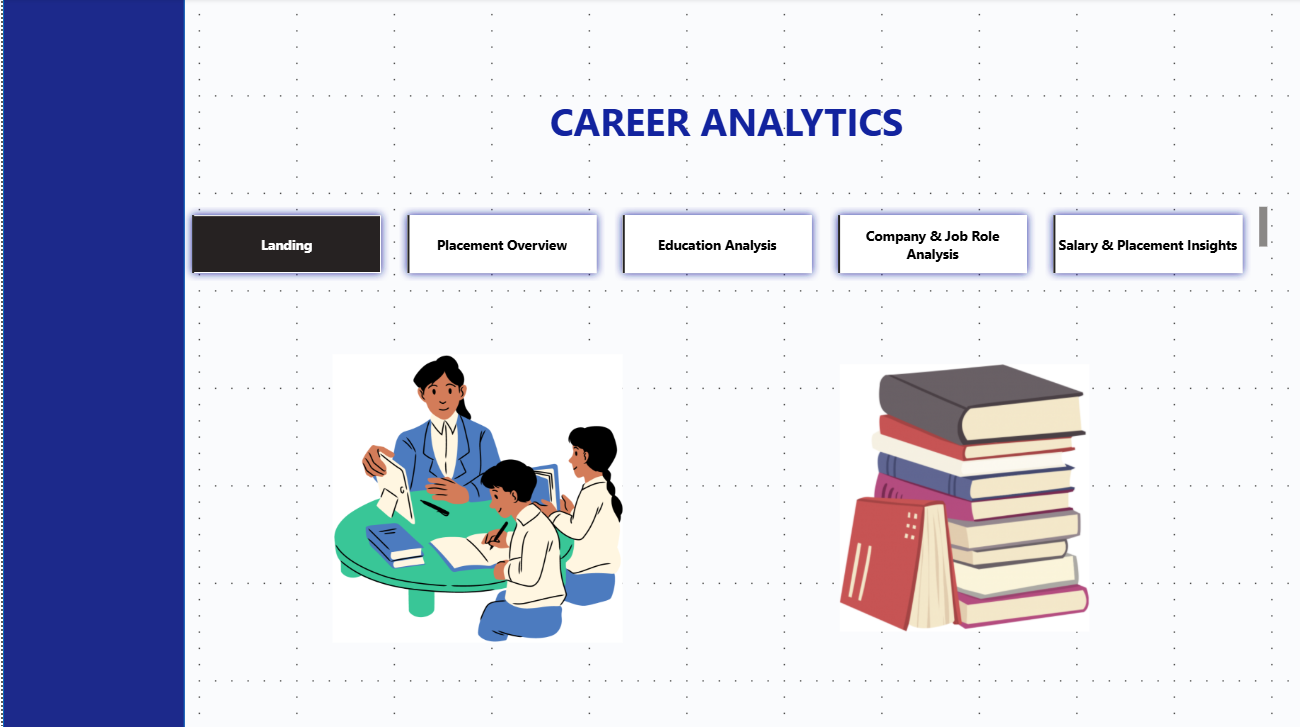 CAREER ANALYTICS
Landing
Placement Overview
Education Analysis
Company & Job Role
Analysis
Salary & Placement Insights